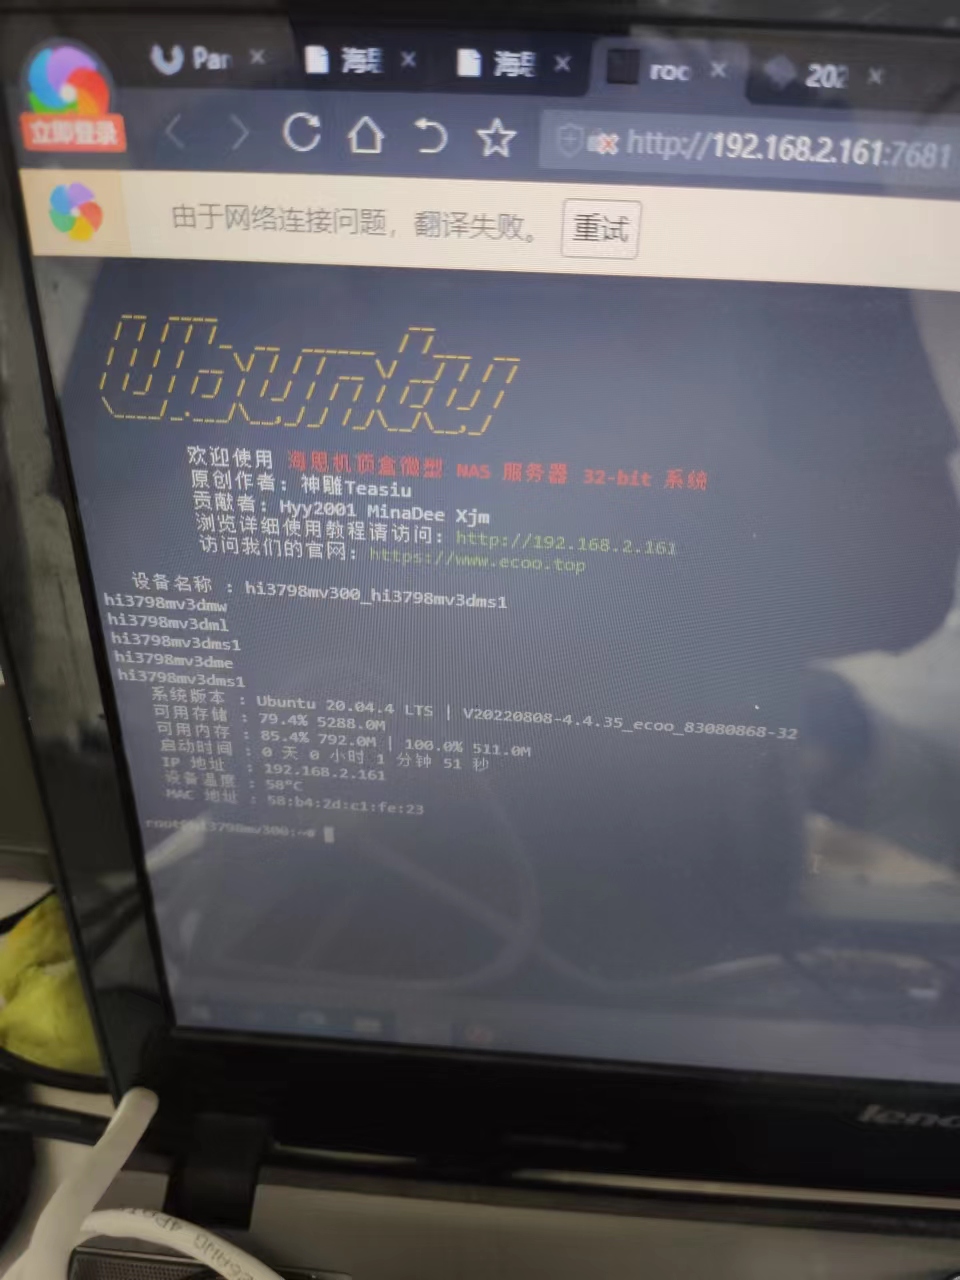 Par
海思
海思
roc
202
立即登录
http://192.168.2.161:7681
由于网络连接问题，翻译失败。 重试
Ubuntu
欢迎使用 海思机顶盒微型 NAS 服务器 32-bit 系统
原创作者：神雕Teasiu
贡献者：Hyy2001 MinaDee Xjm
浏览详细使用教程请访问：http://192.168.2.161
访问我们的官网：https://www.ecoo.top
设备名称 : hi3798mv300_hi3798mv3dms1
hi3798mv3dmw
hi3798mv3dml
hi3798mv3dms1
hi3798mv3dme
hi3798mv3dms1
系统版本 : Ubuntu 20.04.4 LTS | V20220808-4.4.35_ecoo_83080868-32
可用存储 : 79.4% 5288.0M
可用内存 : 85.4% 792.0M | 100.0% 511.0M
启动时间 : 0 天 0 小时 1 分钟 51 秒
IP 地址 : 192.168.2.161
设备温度 : 58°C
MAC 地址 : 58:b4:2d:c1:fe:23
root@hi3798mv300:~#
leno